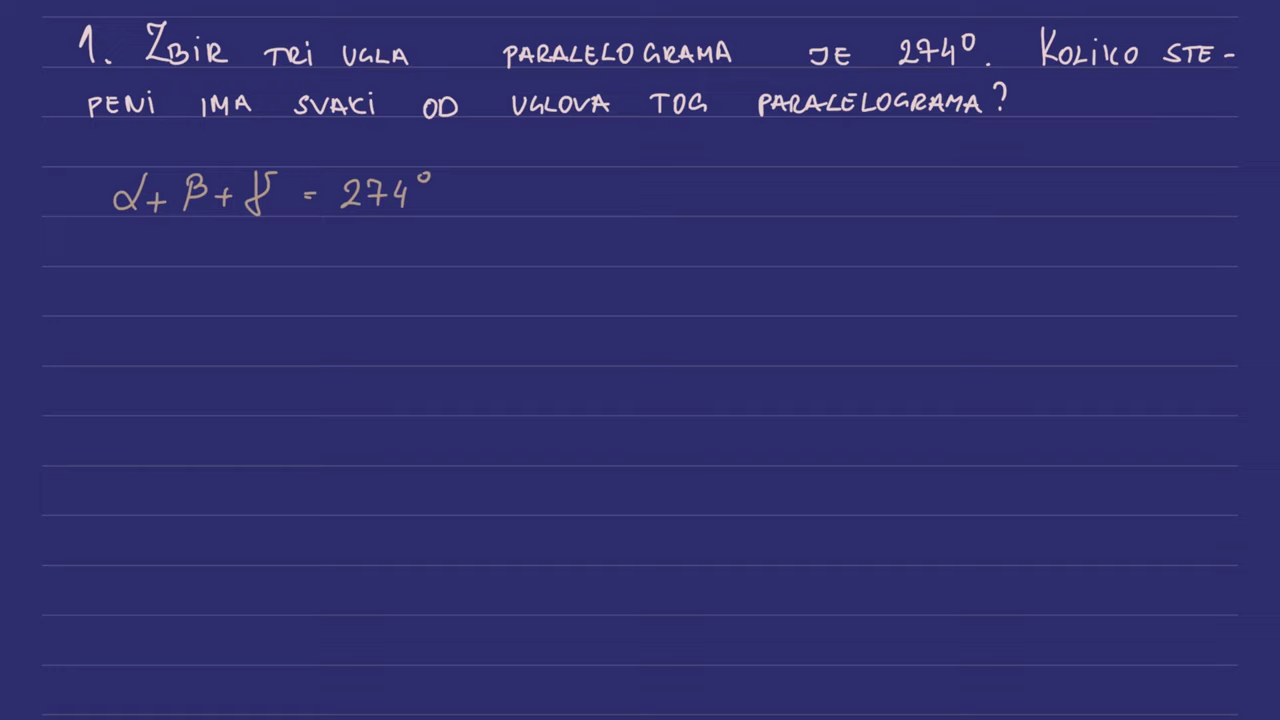 1. ZBIR TRI UGLA PARALELOGRAMA JE 274°. KOLIKO STE-
PENI IMA SVAKI OD UGLOVA TOG PARALELOGRAMA?
α + β + γ = 274°